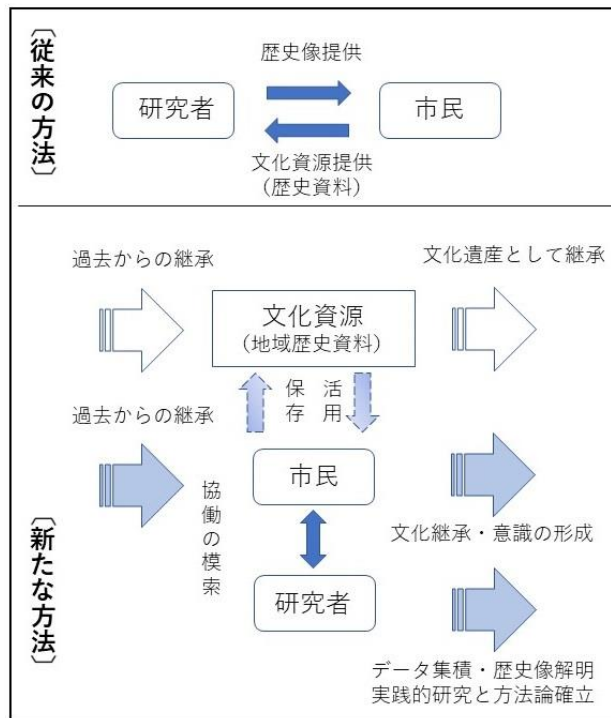 〔従来の方法〕
歴史像提供
研究者
市民
文化資源提供
(歴史資料)
〔新たな方法〕
過去からの継承
文化遺産として継承
文化資源
(地域歴史資料)
保存
活用
過去からの継承
市民
協働の模索
文化継承・意識の形成
研究者
データ集積・歴史像解明
実践的研究と方法論確立